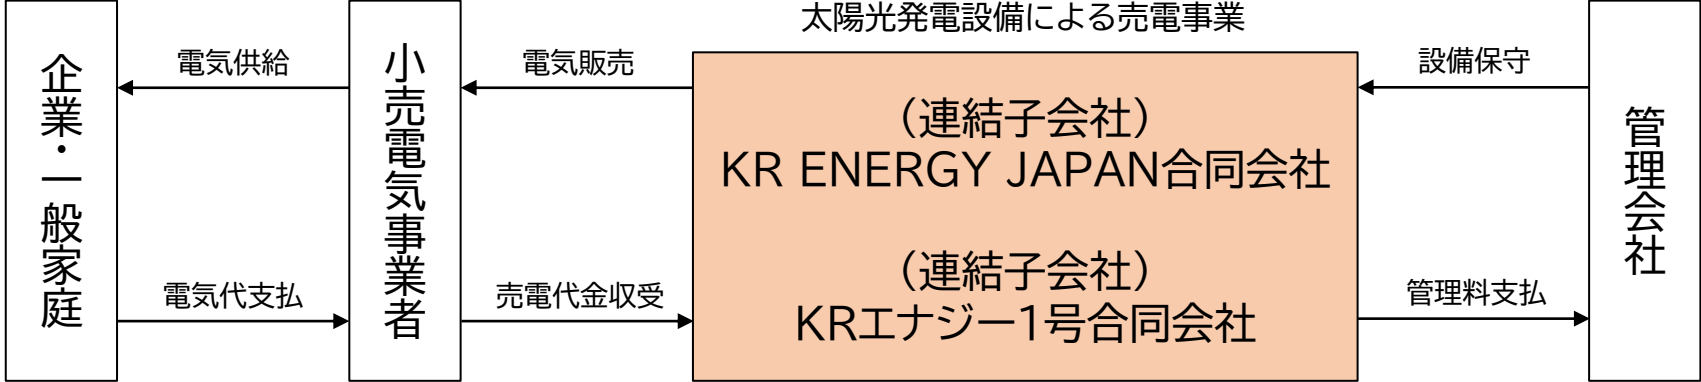 太陽光発電設備による売電事業
企業・一般家庭
電気供給
電気代支払
小売電気事業者
電気販売
売電代金収受
（連結子会社）
KR ENERGY JAPAN合同会社
（連結子会社）
KRエナジー1号合同会社
設備保守
管理料支払
管理会社